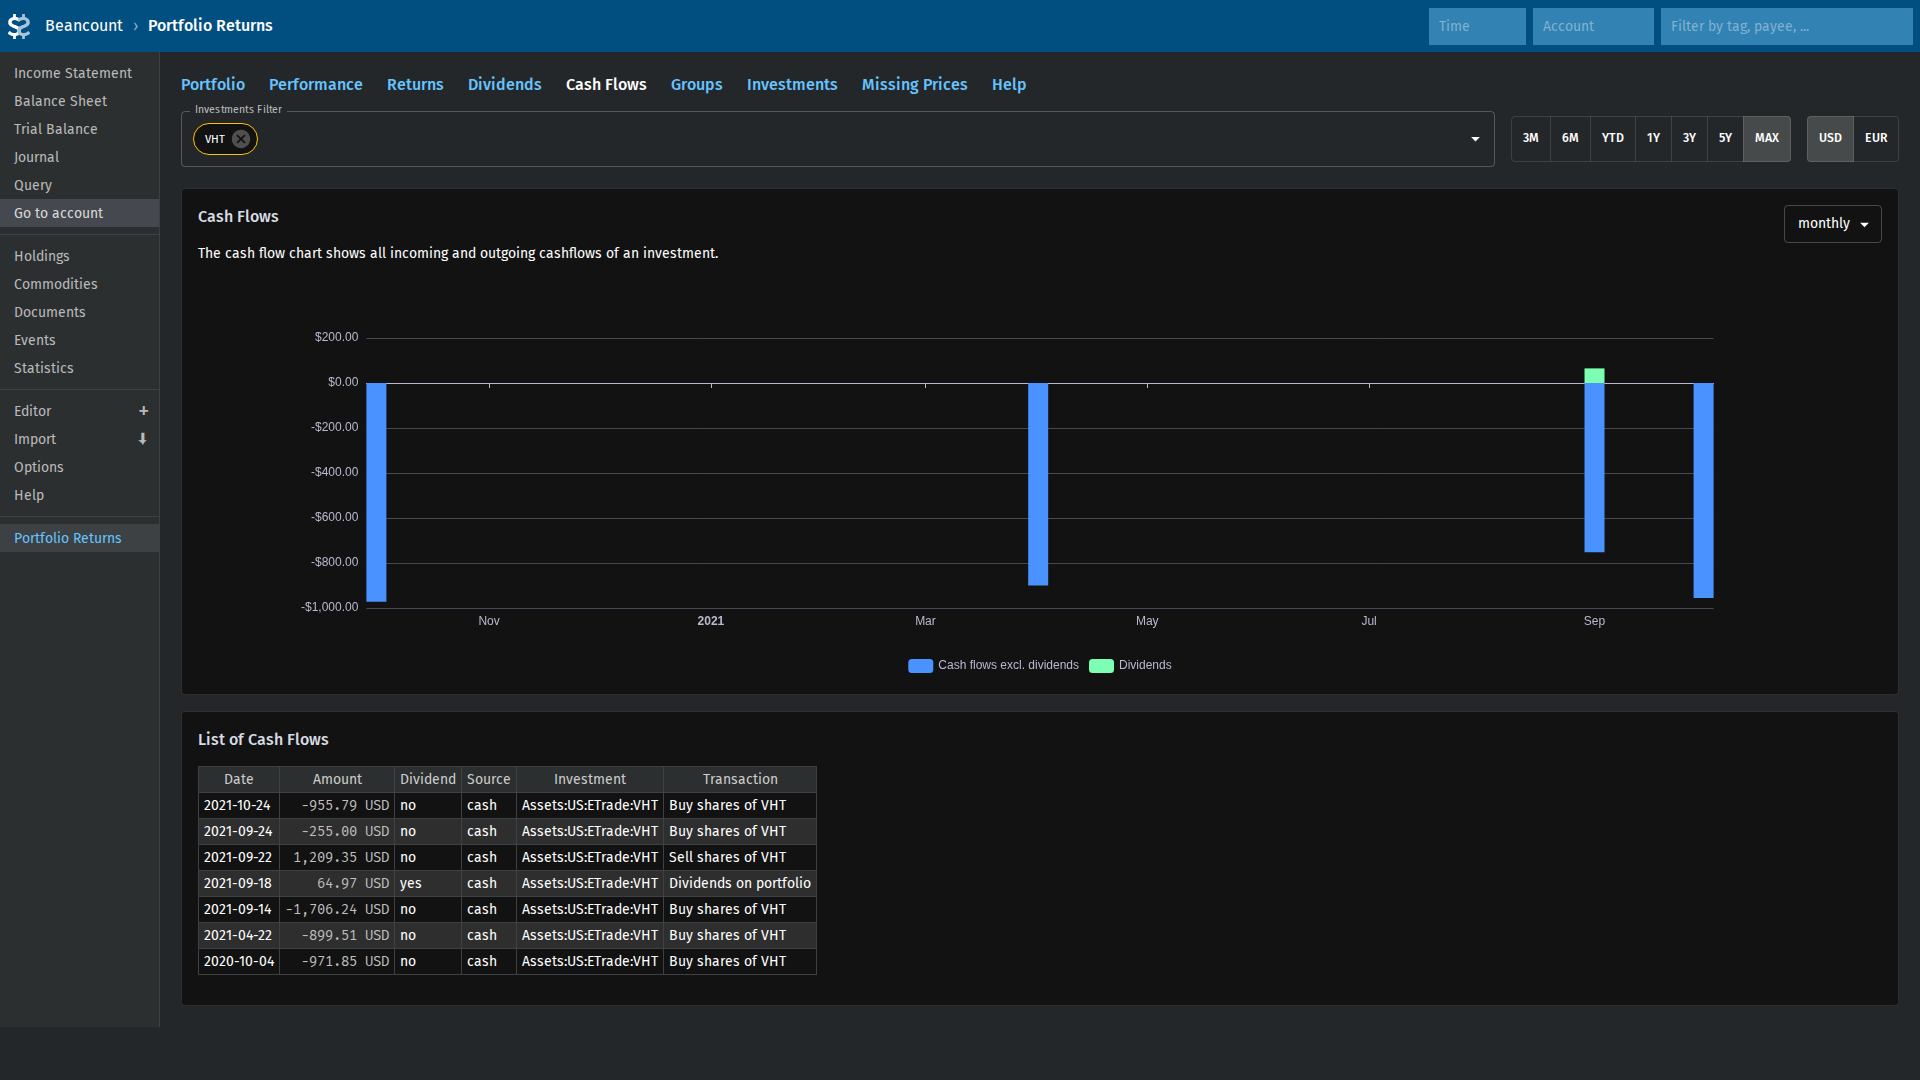 Beancount › Portfolio Returns
Time
Account
Filter by tag, payee, ...
Income Statement
Balance Sheet
Trial Balance
Journal
Query
Go to account
Holdings
Commodities
Documents
Events
Statistics
Editor +
Import
Options
Help
Portfolio Returns
Portfolio Performance Returns Dividends Cash Flows Groups Investments Missing Prices Help
Investments Filter
VHT
3M 6M YTD 1Y 3Y 5Y MAX
USD EUR
Cash Flows
monthly
The cash flow chart shows all incoming and outgoing cashflows of an investment.
$200.00
$0.00
-$200.00
-$400.00
-$600.00
-$800.00
-$1,000.00
Nov 2021 Mar May Jul Sep
Cash flows excl. dividends Dividends
List of Cash Flows
Date Amount Dividend Source Investment Transaction
2021-10-24 -955.79 USD no cash Assets:US:ETrade:VHT Buy shares of VHT
2021-09-24 -255.00 USD no cash Assets:US:ETrade:VHT Buy shares of VHT
2021-09-22 1,209.35 USD no cash Assets:US:ETrade:VHT Sell shares of VHT
2021-09-18 64.97 USD yes cash Assets:US:ETrade:VHT Dividends on portfolio
2021-09-14 -1,706.24 USD no cash Assets:US:ETrade:VHT Buy shares of VHT
2021-04-22 -899.51 USD no cash Assets:US:ETrade:VHT Buy shares of VHT
2020-10-04 -971.85 USD no cash Assets:US:ETrade:VHT Buy shares of VHT